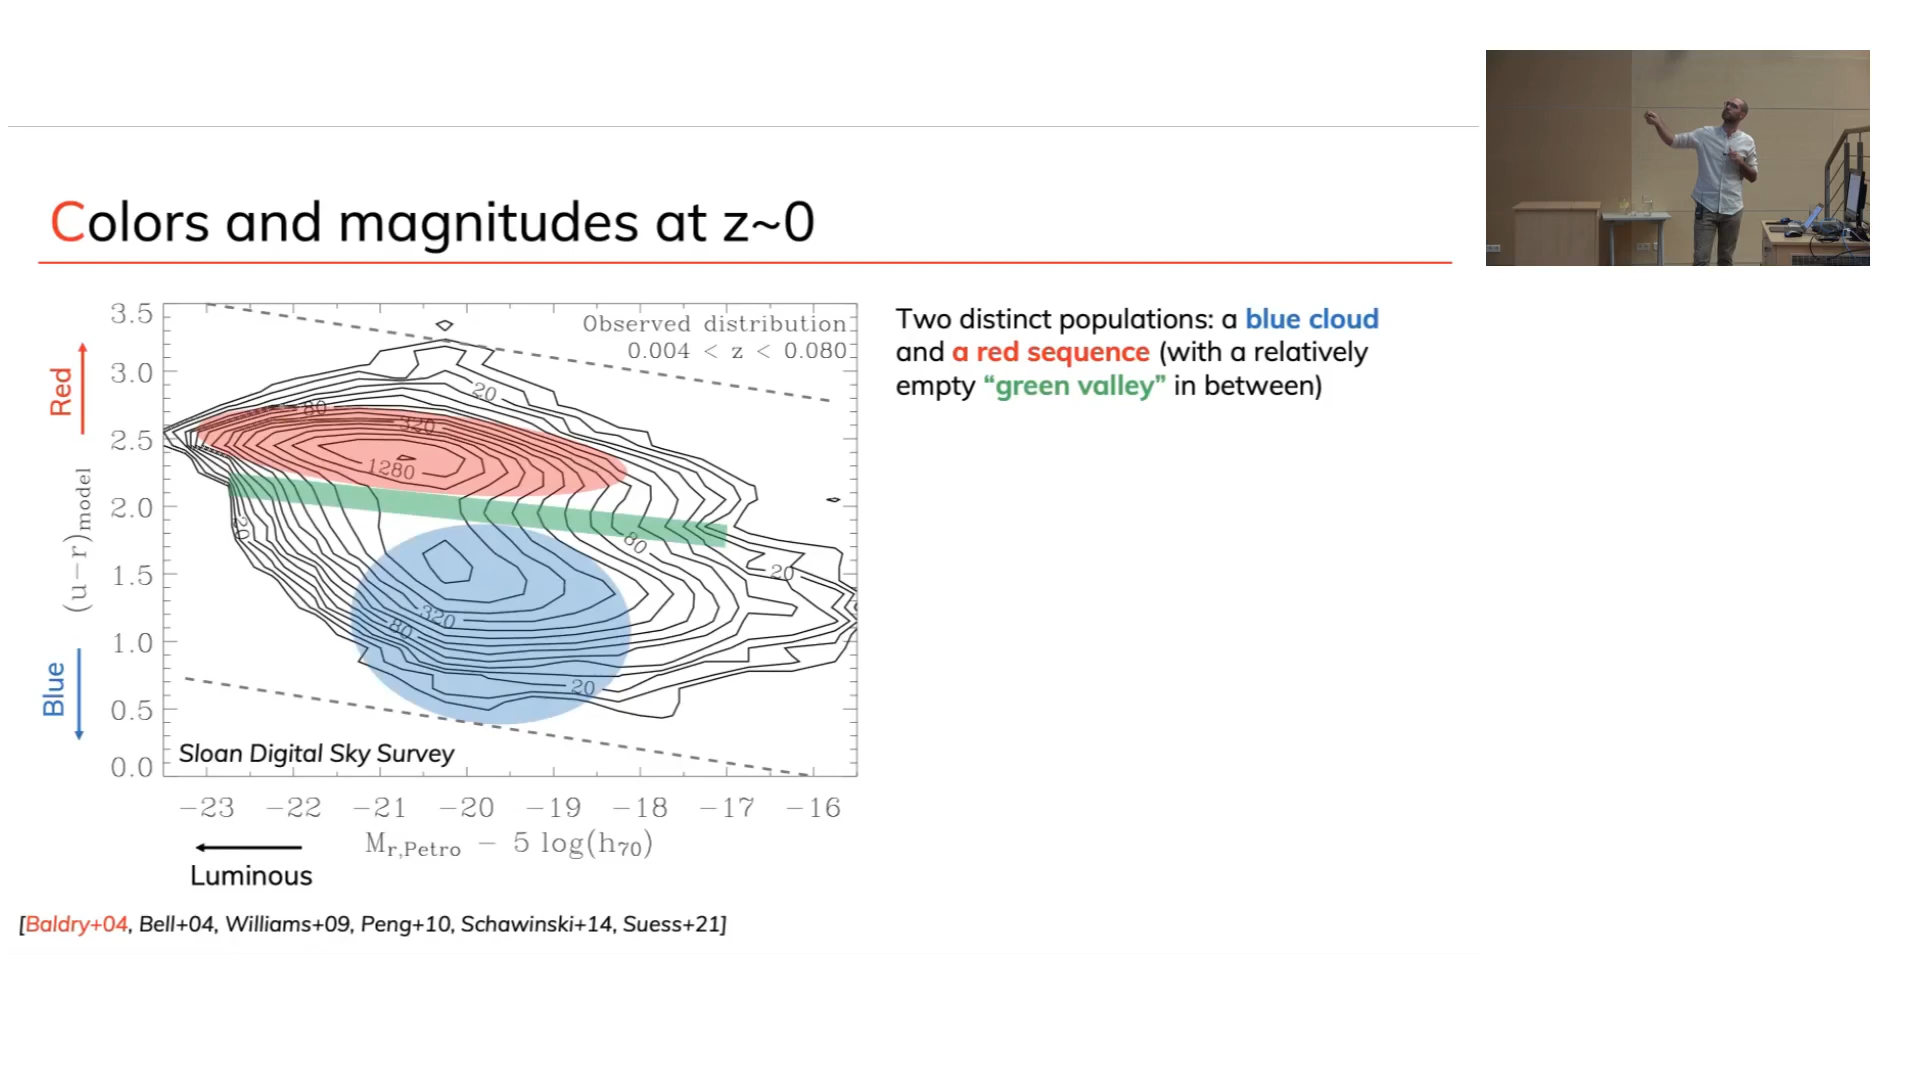 Colors and magnitudes at z~0
Observed distribution
0.004 < z < 0.080
3.5
3.0
2.5
2.0
1.5
1.0
0.5
0.0
Red
(u−r)model
Blue
20
80
320
1280
20
80
20
320
80
20
Sloan Digital Sky Survey
−23 −22 −21 −20 −19 −18 −17 −16
Mr,Petro − 5 log(h70)
Luminous
[Baldry+04, Bell+04, Williams+09, Peng+10, Schawinski+14, Suess+21]
Two distinct populations: a blue cloud
and a red sequence (with a relatively
empty “green valley” in between)